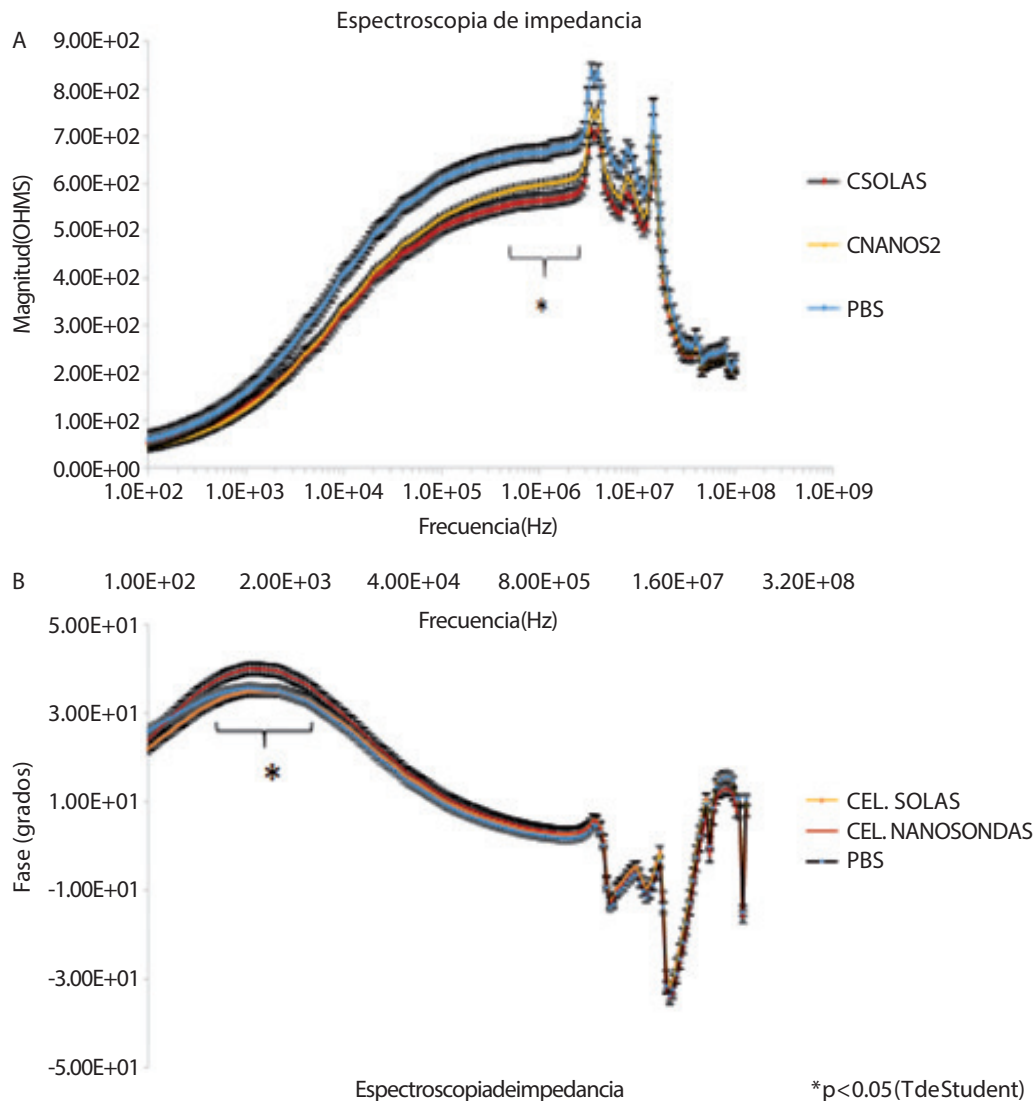 Espectroscopia de impedancia
A
9.00E+02
8.00E+02
7.00E+02
6.00E+02
5.00E+02
4.00E+02
3.00E+02
2.00E+02
1.00E+02
0.00E+00
Magnitud(OHMS)
1.0E+02 1.0E+03 1.0E+04 1.0E+05 1.0E+06 1.0E+07 1.0E+08 1.0E+09
Frecuencia(Hz)
*
CSOLAS
CNANOS2
PBS
B
1.00E+02 2.00E+03 4.00E+04 8.00E+05 1.60E+07 3.20E+08
Frecuencia(Hz)
5.00E+01
3.00E+01
1.00E+01
-1.00E+01
-3.00E+01
-5.00E+01
Fase (grados)
*
CEL. SOLAS
CEL. NANOSONDAS
PBS
Espectroscopiadeimpedancia
*p<0.05(TdeStudent)